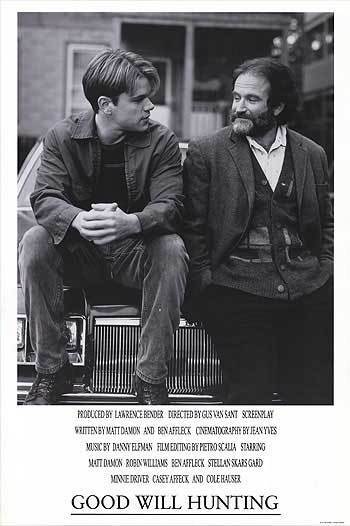 PRODUCED BY LAWRENCE BENDER DIRECTED BY GUS VAN SANT SCREENPLAY
WRITTEN BY MATT DAMON AND BEN AFFLECK CINEMATOGRAPHY BY JEAN YVES
MUSIC BY DANNY ELFMAN FILM EDITING BY PIETRO SCALIA STARRING
MATT DAMON ROBIN WILLIAMS BEN AFFLECK STELLAN SKARS GARD
MINNIE DRIVER CASEY AFFECK AND COLE HAUSER
GOOD WILL HUNTING